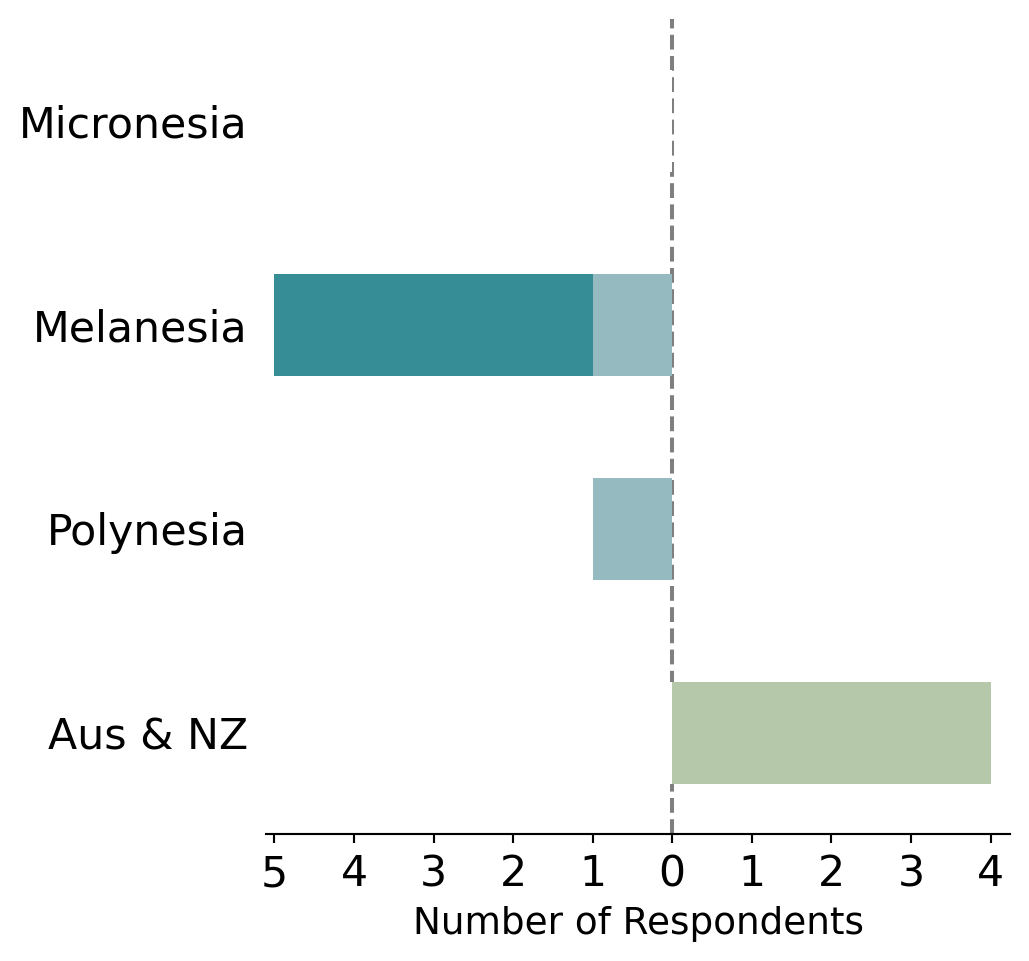 Micronesia
Melanesia
Polynesia
Aus & NZ
5 4 3 2 1 0 1 2 3 4
Number of Respondents